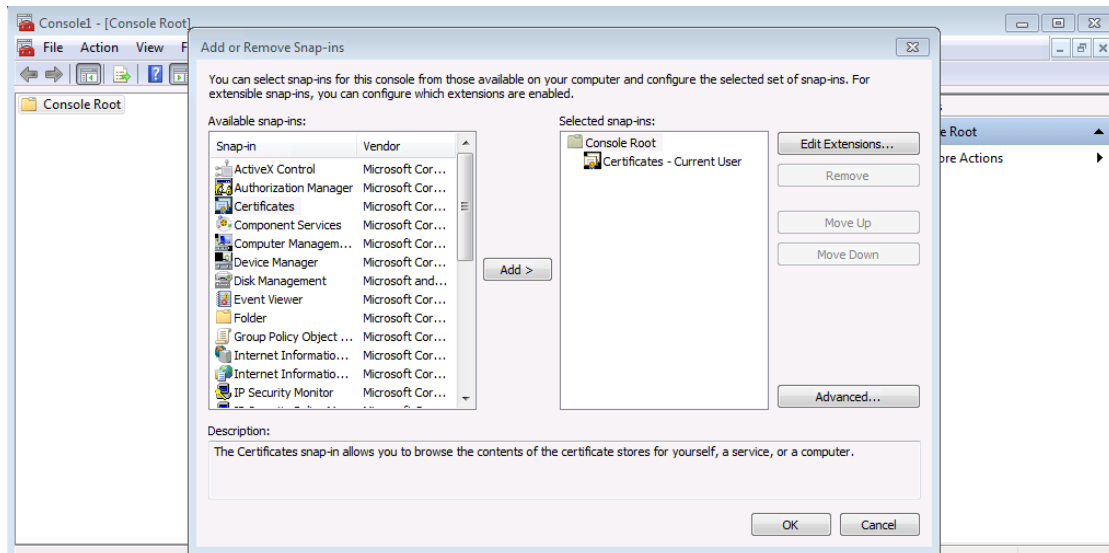 Console1 - [Console Root]
File Action View F
Console Root
Add or Remove Snap-ins
You can select snap-ins for this console from those available on your computer and configure the selected set of snap-ins. For
extensible snap-ins, you can configure which extensions are enabled.
Available snap-ins:
Snap-in Vendor
ActiveX Control Microsoft Cor...
Authorization Manager Microsoft Cor...
Certificates Microsoft Cor...
Component Services Microsoft Cor...
Computer Managem... Microsoft Cor...
Device Manager Microsoft Cor...
Disk Management Microsoft and...
Event Viewer Microsoft Cor...
Folder Microsoft Cor...
Group Policy Object ... Microsoft Cor...
Internet Informatio... Microsoft Cor...
Internet Informatio... Microsoft Cor...
IP Security Monitor Microsoft Cor...
Add >
Selected snap-ins:
Console Root
Certificates - Current User
Edit Extensions...
Remove
Move Up
Move Down
Advanced...
Description:
The Certificates snap-in allows you to browse the contents of the certificate stores for yourself, a service, or a computer.
OK Cancel
e Root
ore Actions